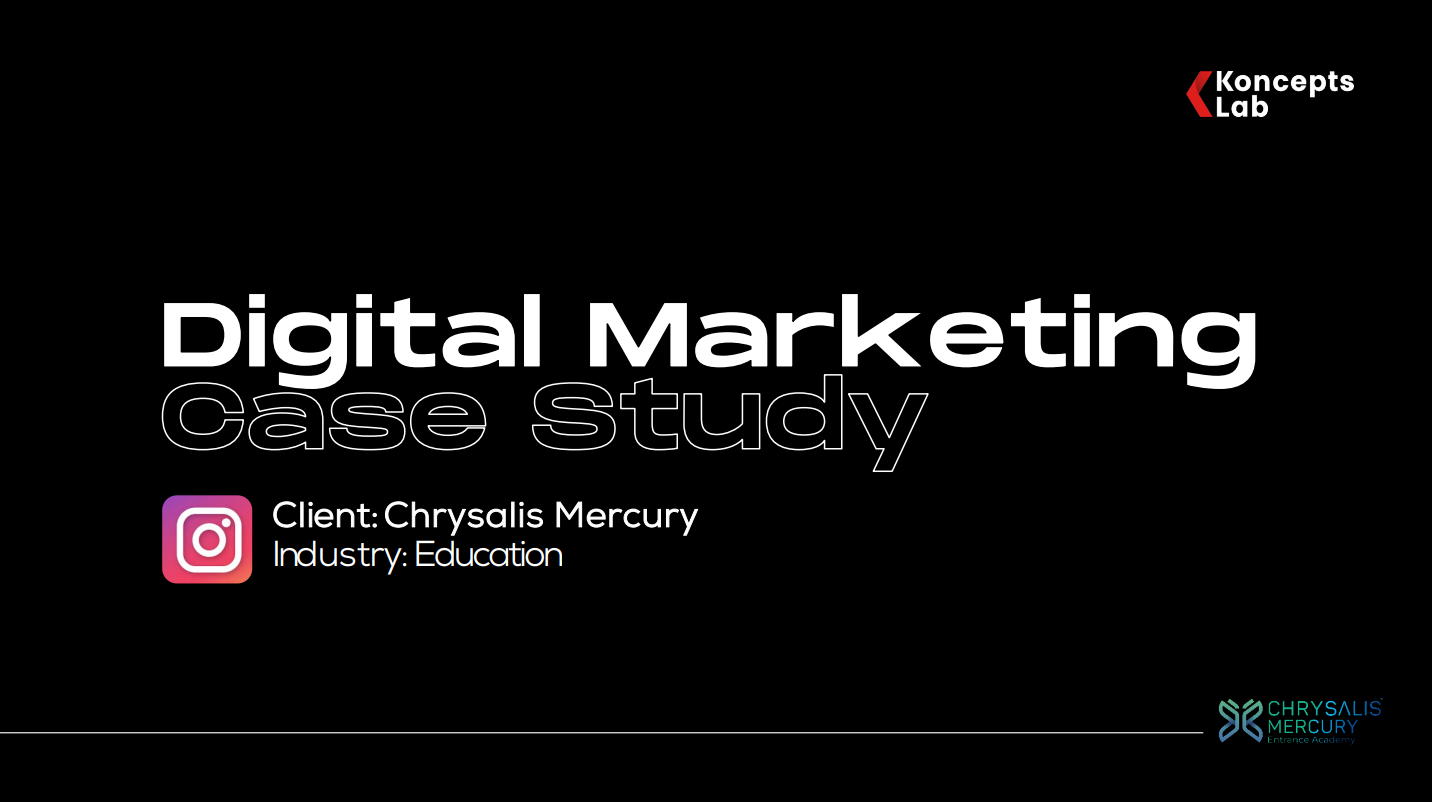 Koncepts
Lab
Digital Marketing
Case Study
Client: Chrysalis Mercury
Industry: Education
CHRYSALIS
MERCURY
Entrance Academy